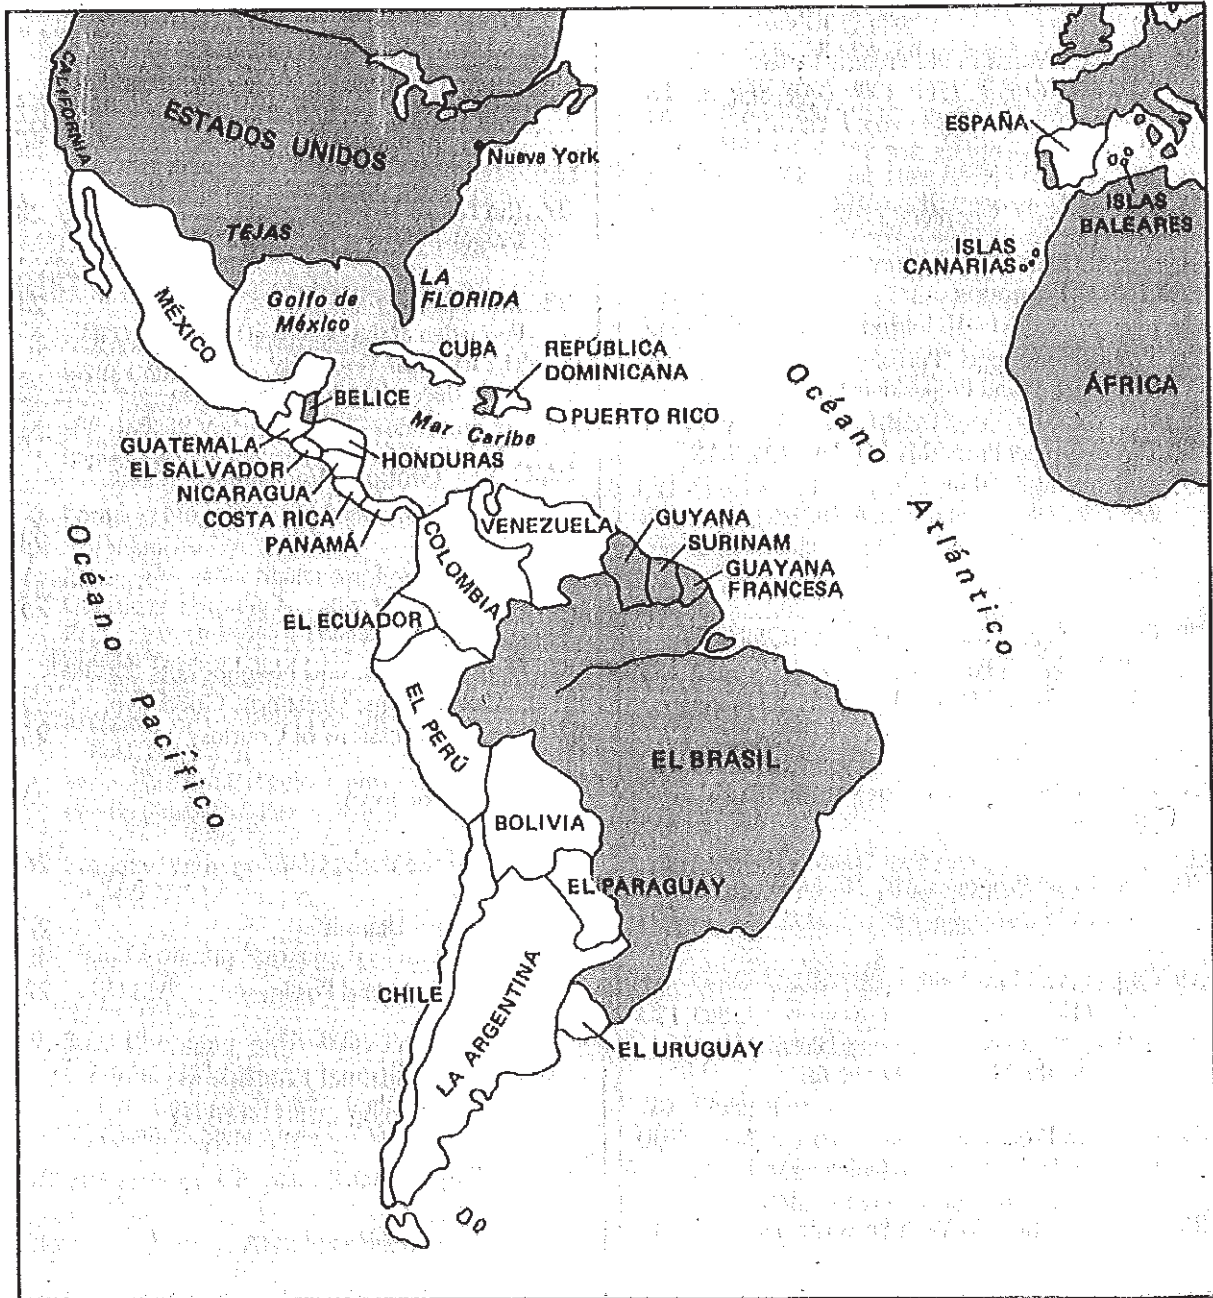 CALIFORNIA
ESTADOS UNIDOS
Nueva York
ESPAÑA
ISLAS
BALEARES
TEJAS
ISLAS
CANARIAS
LA
FLORIDA
Golfo de
México
MÉXICO
CUBA
REPÚBLICA
DOMINICANA
ÁFRICA
BELICE
PUERTO RICO
Mar Caribe
GUATEMALA
HONDURAS
EL SALVADOR
NICARAGUA
COSTA RICA
PANAMÁ
Océano Atlántico
VENEZUELA
GUYANA
SURINAM
GUAYANA
FRANCESA
COLOMBIA
Océano Pacífico
EL ECUADOR
EL PERÚ
EL BRASIL
BOLIVIA
EL PARAGUAY
CHILE
LA ARGENTINA
EL URUGUAY